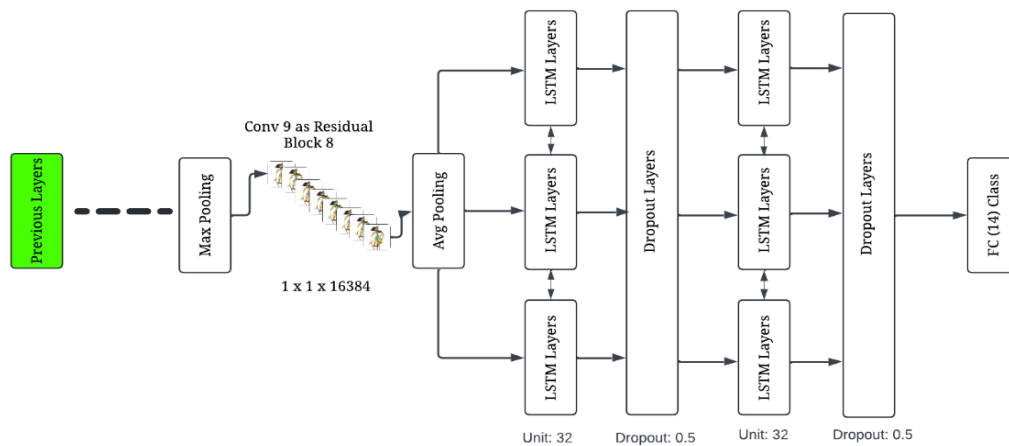 Previous Layers
Max Pooling
Conv 9 as Residual
Block 8
1 x 1 x 16384
Avg Pooling
LSTM Layers
LSTM Layers
LSTM Layers
Unit: 32
Dropout Layers
Dropout: 0.5
LSTM Layers
LSTM Layers
LSTM Layers
Unit: 32
Dropout Layers
Dropout: 0.5
FC (14) Class